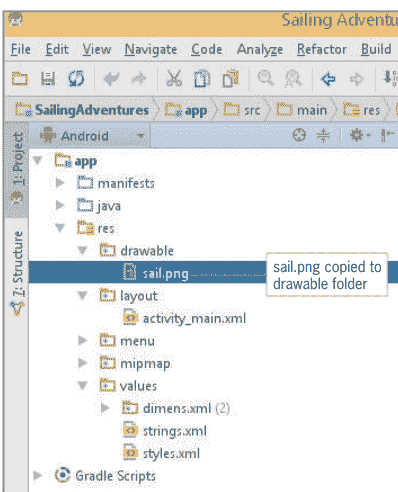 Sailing Adventu
File Edit View Navigate Code Analyze Refactor Build
SailingAdventures app src main res
1: Project
Android
app
manifests
java
res
drawable
sail.png
sail.png copied to
drawable folder
layout
activity_main.xml
menu
mipmap
values
dimens.xml (2)
strings.xml
styles.xml
Gradle Scripts
7: Structure